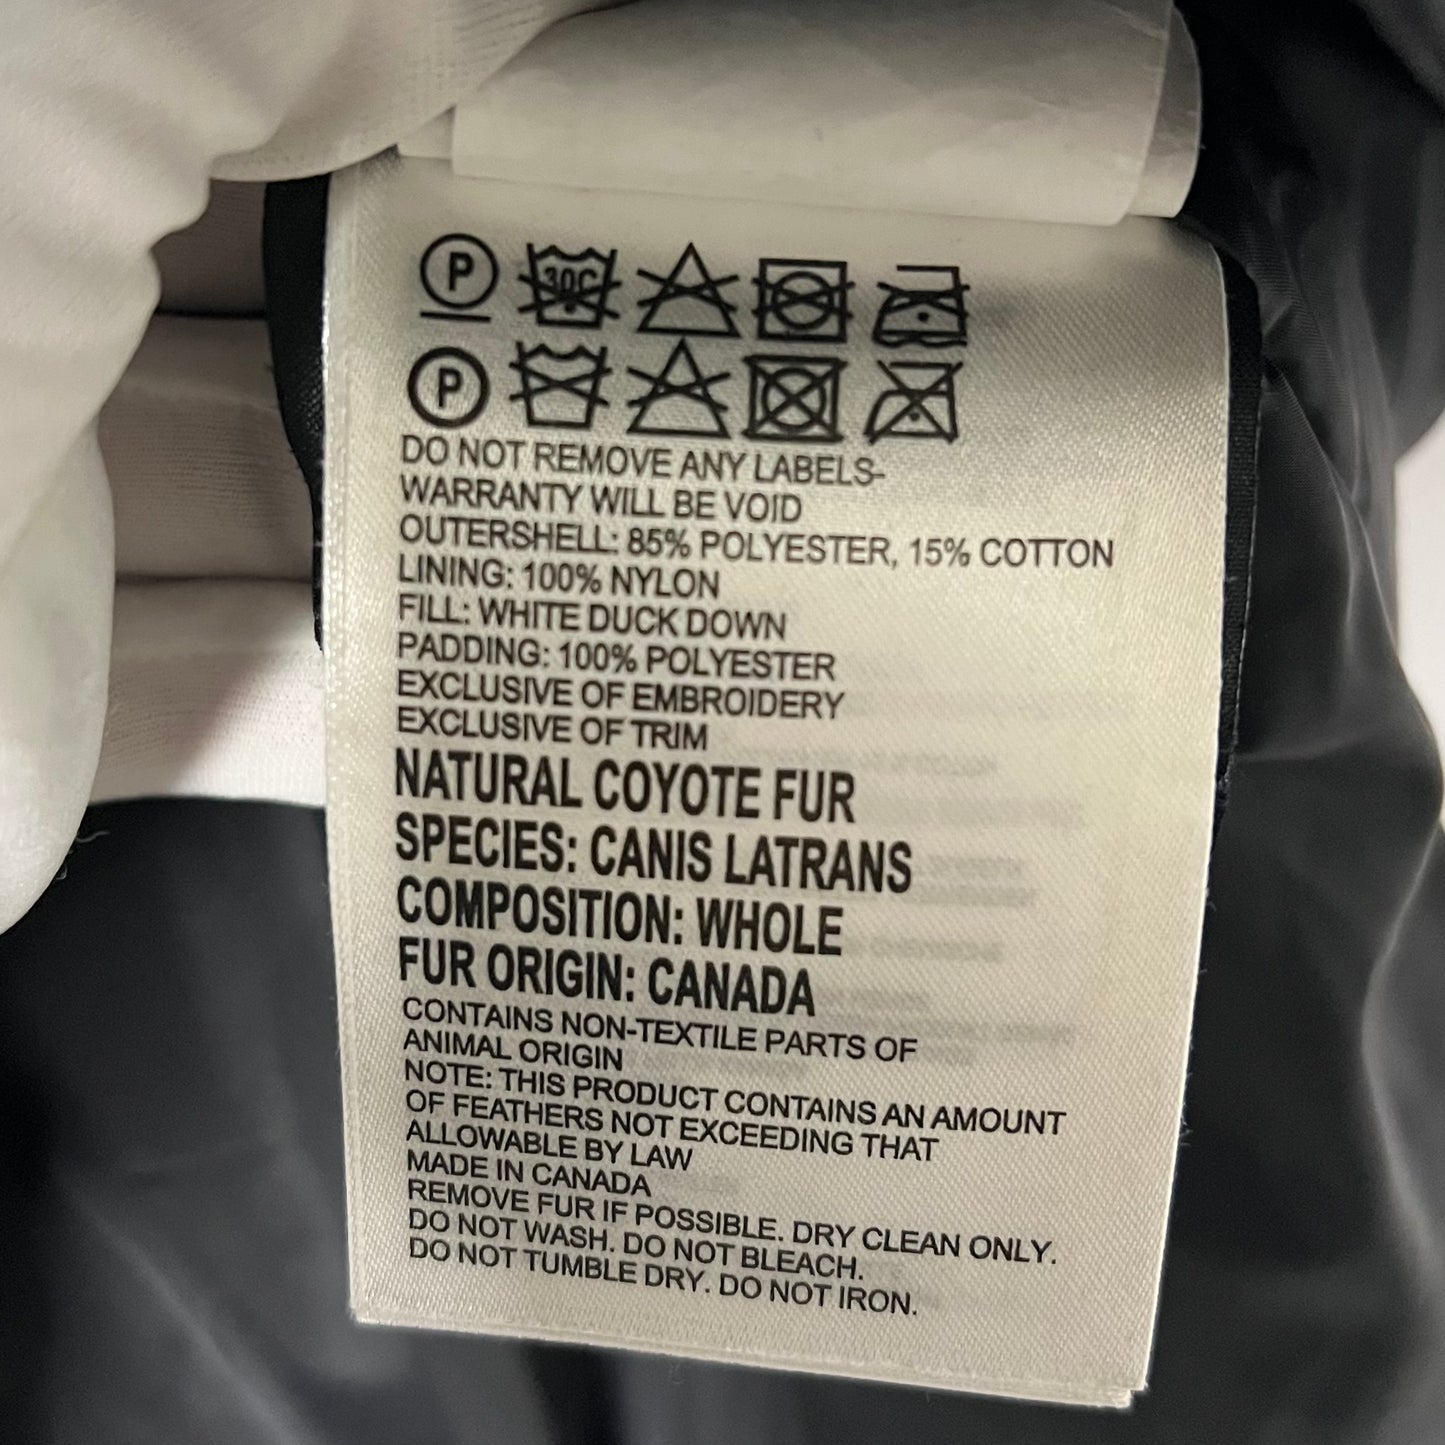 P 30C
P
DO NOT REMOVE ANY LABELS-
WARRANTY WILL BE VOID
OUTERSHELL: 85% POLYESTER, 15% COTTON
LINING: 100% NYLON
FILL: WHITE DUCK DOWN
PADDING: 100% POLYESTER
EXCLUSIVE OF EMBROIDERY
EXCLUSIVE OF TRIM
NATURAL COYOTE FUR
SPECIES: CANIS LATRANS
COMPOSITION: WHOLE
FUR ORIGIN: CANADA
CONTAINS NON-TEXTILE PARTS OF
ANIMAL ORIGIN
NOTE: THIS PRODUCT CONTAINS AN AMOUNT
OF FEATHERS NOT EXCEEDING THAT
ALLOWABLE BY LAW
MADE IN CANADA
REMOVE FUR IF POSSIBLE. DRY CLEAN ONLY.
DO NOT WASH. DO NOT BLEACH.
DO NOT TUMBLE DRY. DO NOT IRON.